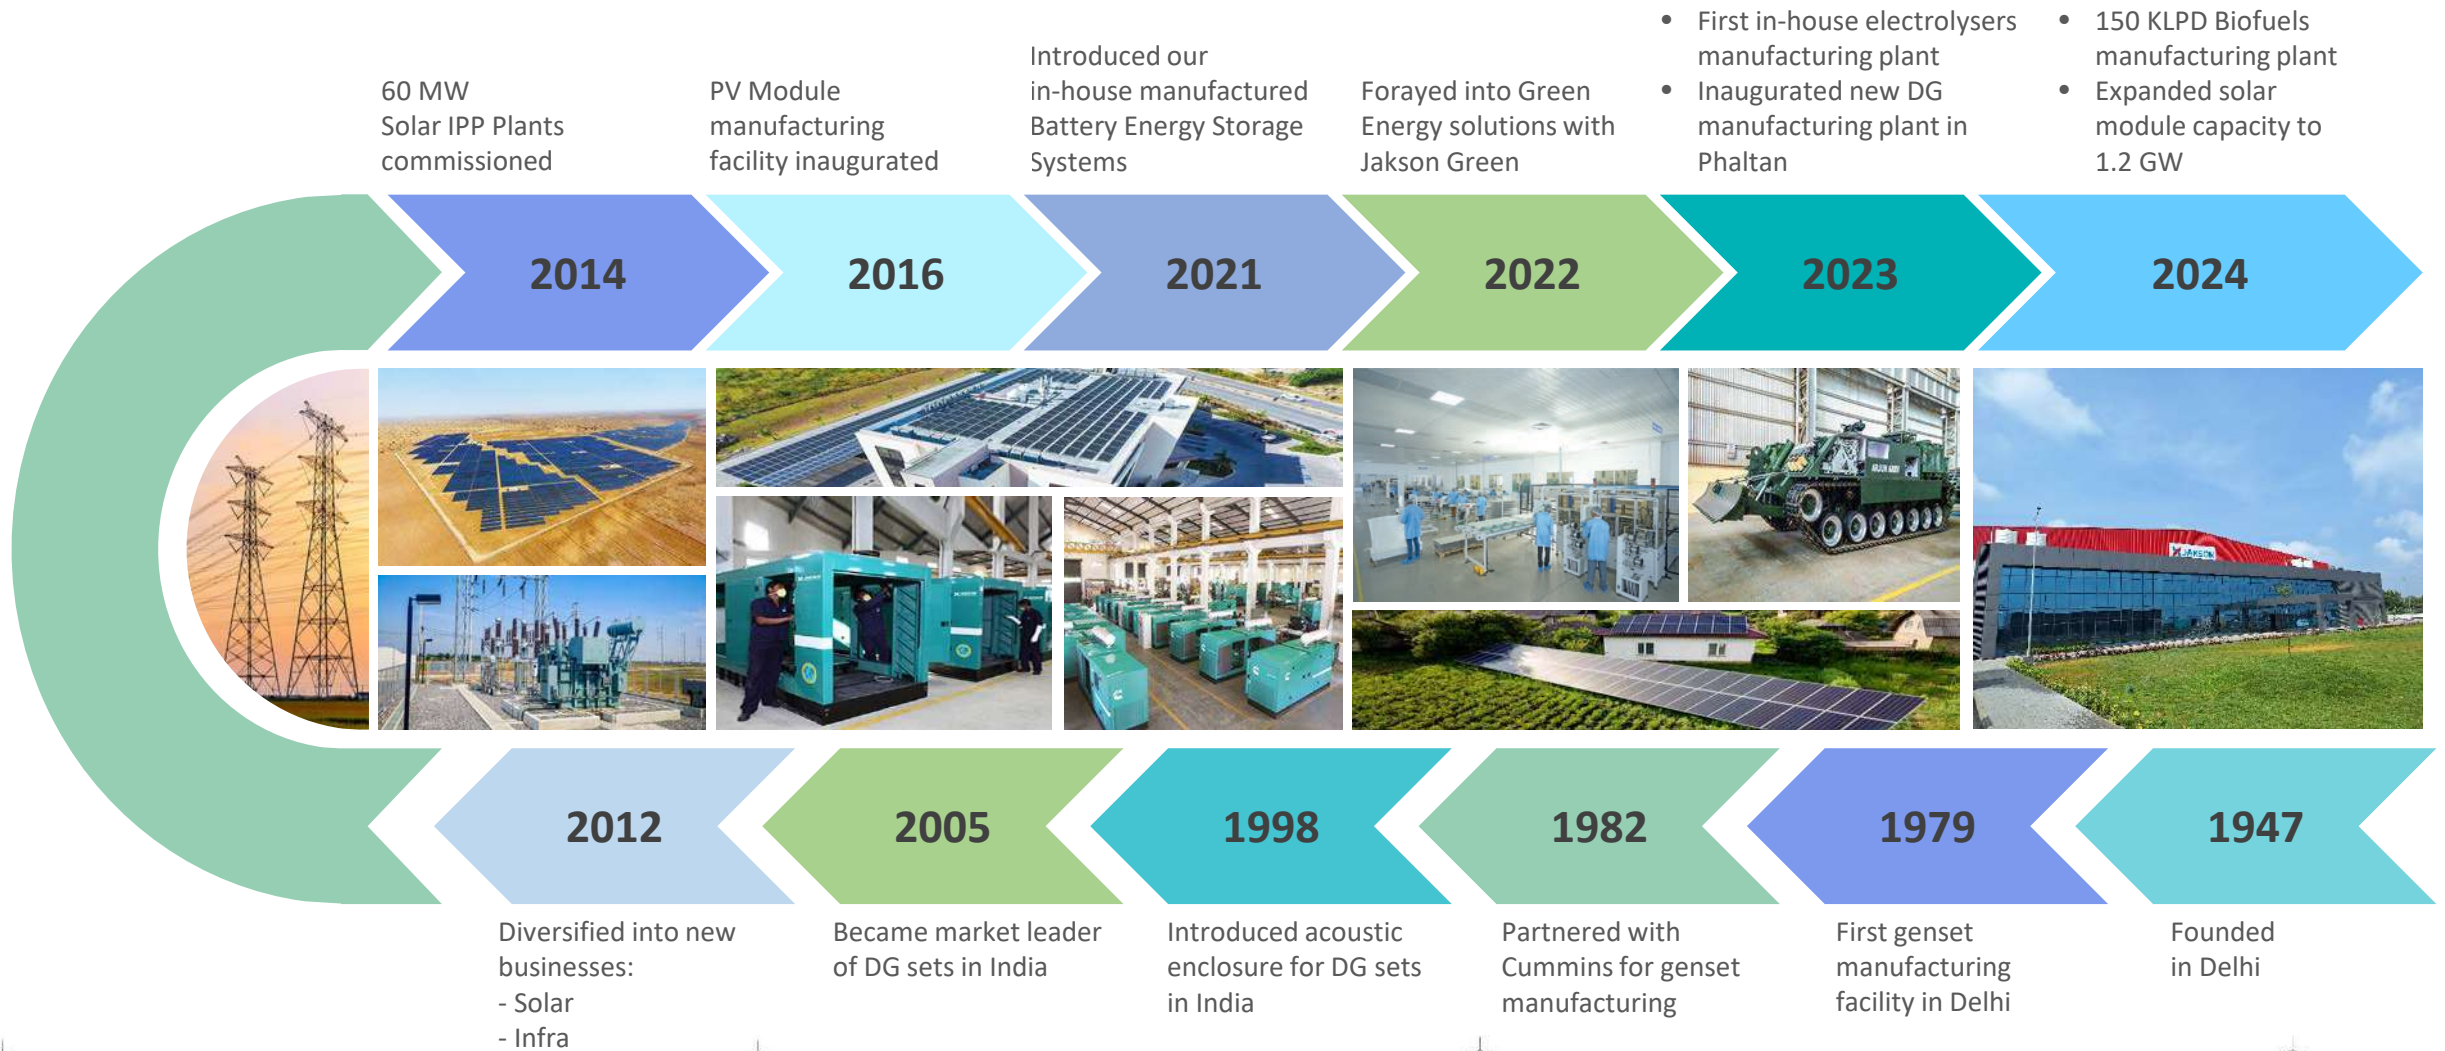 60 MW
Solar IPP Plants
commissioned
PV Module
manufacturing
facility inaugurated
Introduced our
in-house manufactured
Battery Energy Storage
Systems
Forayed into Green
Energy solutions with
Jakson Green
• First in-house electrolysers
manufacturing plant
• Inaugurated new DG
manufacturing plant in
Phaltan
• 150 KLPD Biofuels
manufacturing plant
• Expanded solar
module capacity to
1.2 GW
2014
2016
2021
2022
2023
2024
ARJUN ARRV
JAKSON
2012
2005
1998
1982
1979
1947
Diversified into new
businesses:
- Solar
- Infra
Became market leader
of DG sets in India
Introduced acoustic
enclosure for DG sets
in India
Partnered with
Cummins for genset
manufacturing
First genset
manufacturing
facility in Delhi
Founded
in Delhi